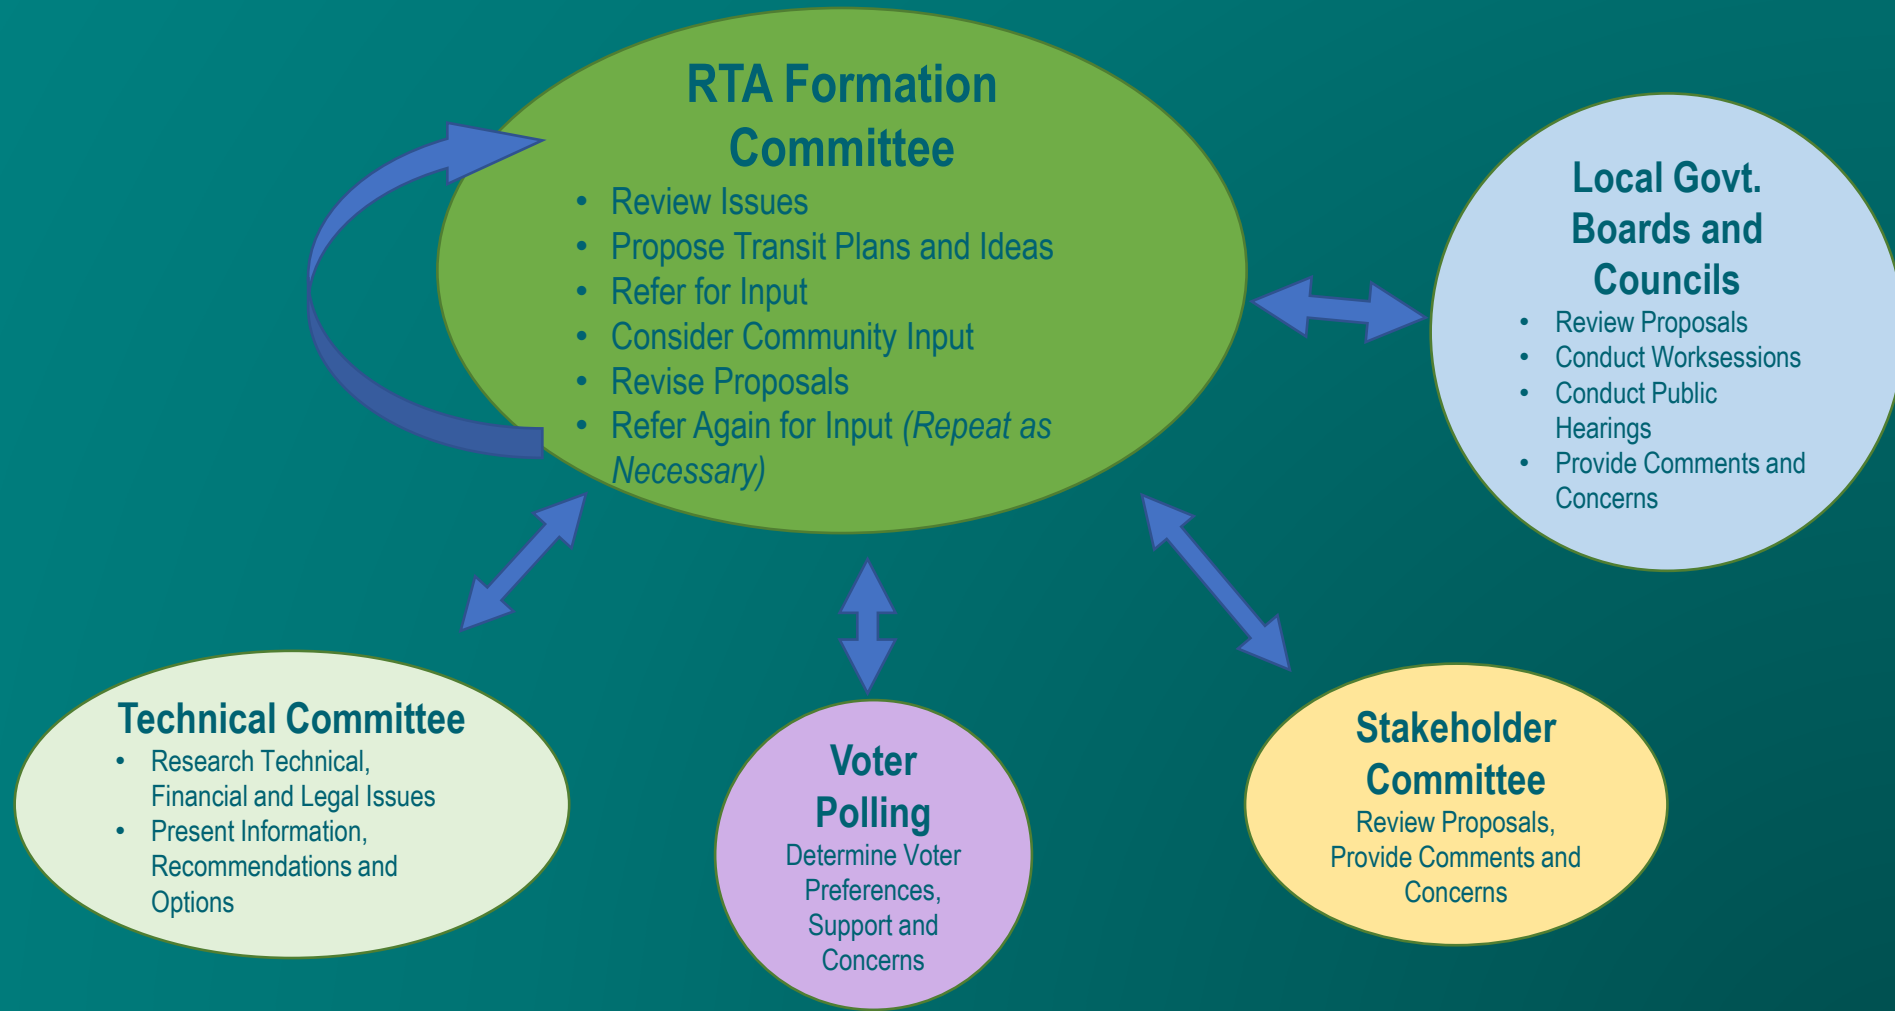 RTA Formation
Committee
• Review Issues
• Propose Transit Plans and Ideas
• Refer for Input
• Consider Community Input
• Revise Proposals
• Refer Again for Input (Repeat as
Necessary)
Local Govt.
Boards and
Councils
• Review Proposals
• Conduct Worksessions
• Conduct Public
Hearings
• Provide Comments and
Concerns
Technical Committee
• Research Technical,
Financial and Legal Issues
• Present Information,
Recommendations and
Options
Voter
Polling
Determine Voter
Preferences,
Support and
Concerns
Stakeholder
Committee
Review Proposals,
Provide Comments and
Concerns